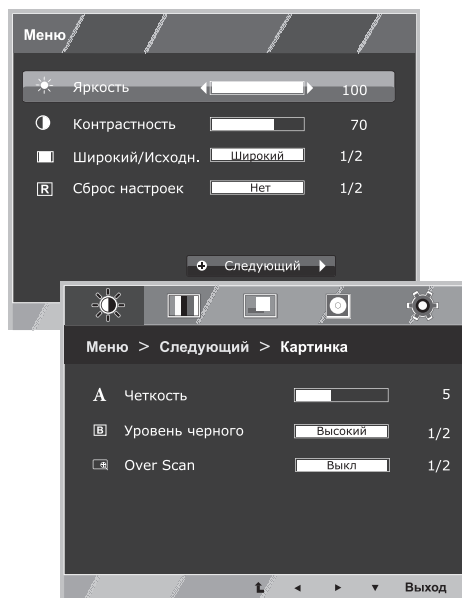 Меню
Яркость 100
Контрастность 70
Широкий/Исходн. Широкий 1/2
R Сброс настроек Нет 1/2
Следующий
Меню > Следующий > Картинка
A Четкость 5
B Уровень черного Высокий 1/2
Over Scan Выкл 1/2
Выход